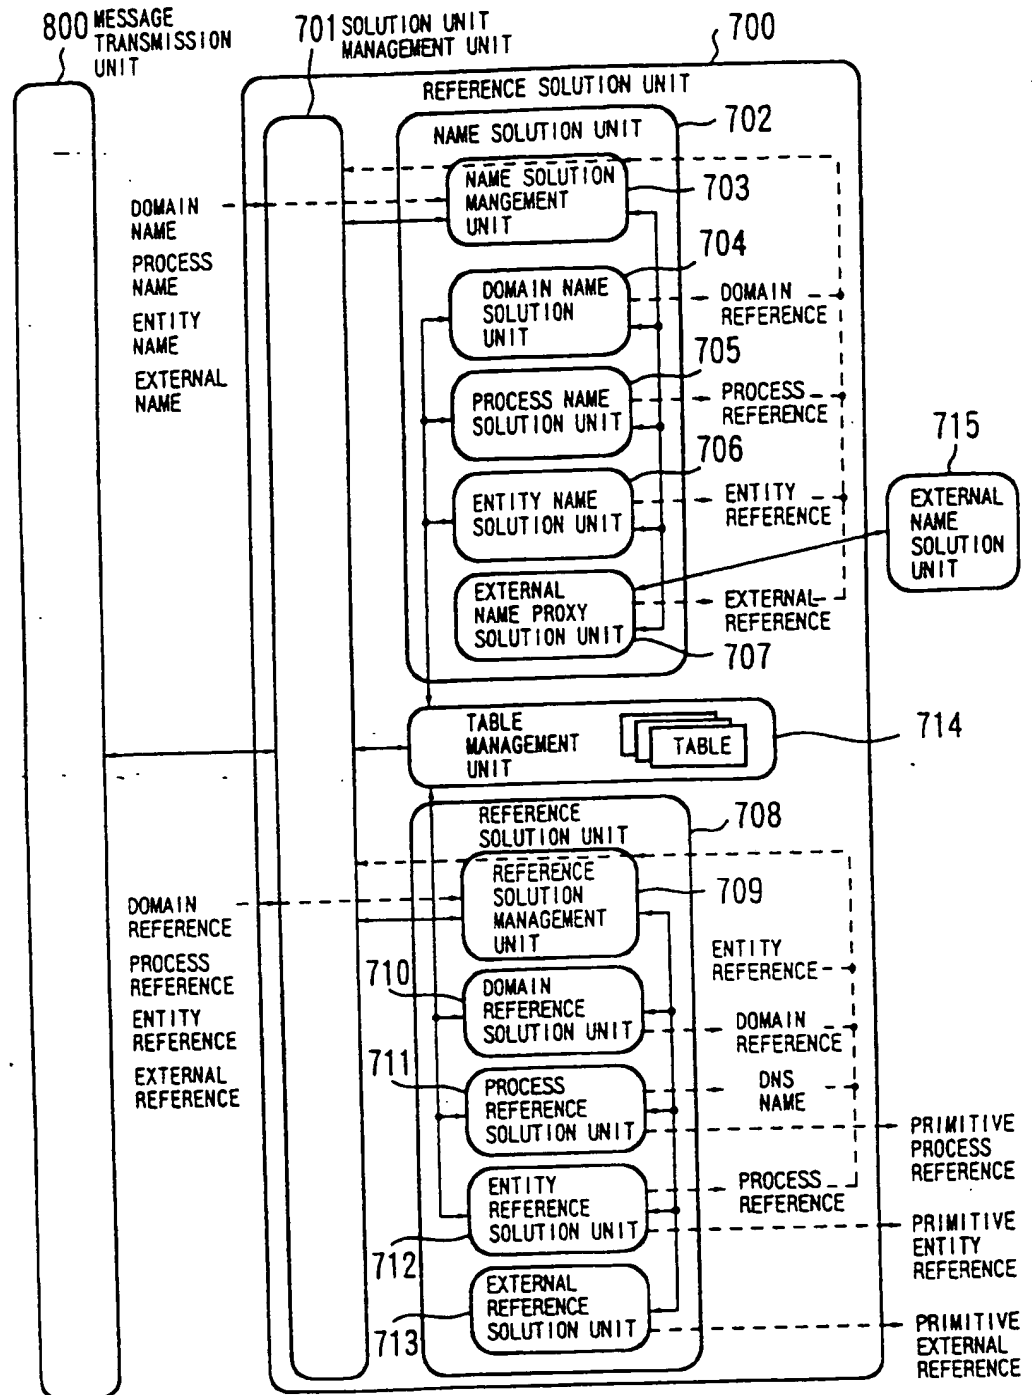 800 MESSAGE
TRANSMISSION
UNIT
701 SOLUTION UNIT
MANAGEMENT UNIT
700
REFERENCE SOLUTION UNIT
NAME SOLUTION UNIT
702
NAME SOLUTION
MANGEMENT
UNIT
703
DOMAIN
NAME
PROCESS
NAME
ENTITY
NAME
EXTERNAL
NAME
704
DOMAIN NAME
SOLUTION
UNIT
DOMAIN
REFERENCE
705
PROCESS NAME
SOLUTION UNIT
PROCESS
REFERENCE
706
ENTITY NAME
SOLUTION UNIT
ENTITY
REFERENCE
715
EXTERNAL
NAME
SOLUTION
UNIT
EXTERNAL
NAME PROXY
SOLUTION UNIT
EXTERNAL
REFERENCE
707
TABLE
MANAGEMENT
UNIT
TABLE
714
REFERENCE
SOLUTION UNIT
708
REFERENCE
SOLUTION
MANAGEMENT
UNIT
709
DOMAIN
REFERENCE
PROCESS
REFERENCE
ENTITY
REFERENCE
EXTERNAL
REFERENCE
ENTITY
REFERENCE
710
DOMAIN
REFERENCE
SOLUTION UNIT
DOMAIN
REFERENCE
711
PROCESS
REFERENCE
SOLUTION UNIT
DNS
NAME
PRIMITIVE
PROCESS
REFERENCE
ENTITY
REFERENCE
SOLUTION UNIT
712
PROCESS
REFERENCE
PRIMITIVE
ENTITY
REFERENCE
EXTERNAL
REFERENCE
SOLUTION UNIT
713
PRIMITIVE
EXTERNAL
REFERENCE